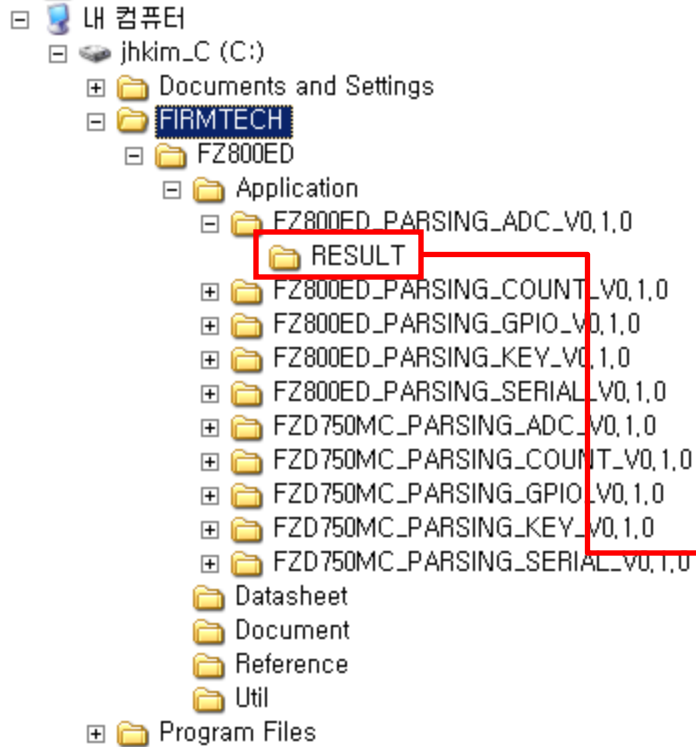 내 컴퓨터
jhkim_C (C:)
Documents and Settings
FIRMTECH
FZ800ED
Application
FZ800ED_PARSING_ADC_V0.1.0
RESULT
FZ800ED_PARSING_COUNT_V0.1.0
FZ800ED_PARSING_GPIO_V0.1.0
FZ800ED_PARSING_KEY_V0.1.0
FZ800ED_PARSING_SERIAL_V0.1.0
FZD750MC_PARSING_ADC_V0.1.0
FZD750MC_PARSING_COUNT_V0.1.0
FZD750MC_PARSING_GPIO_V0.1.0
FZD750MC_PARSING_KEY_V0.1.0
FZD750MC_PARSING_SERIAL_V0.1.0
Datasheet
Document
Reference
Util
Program Files